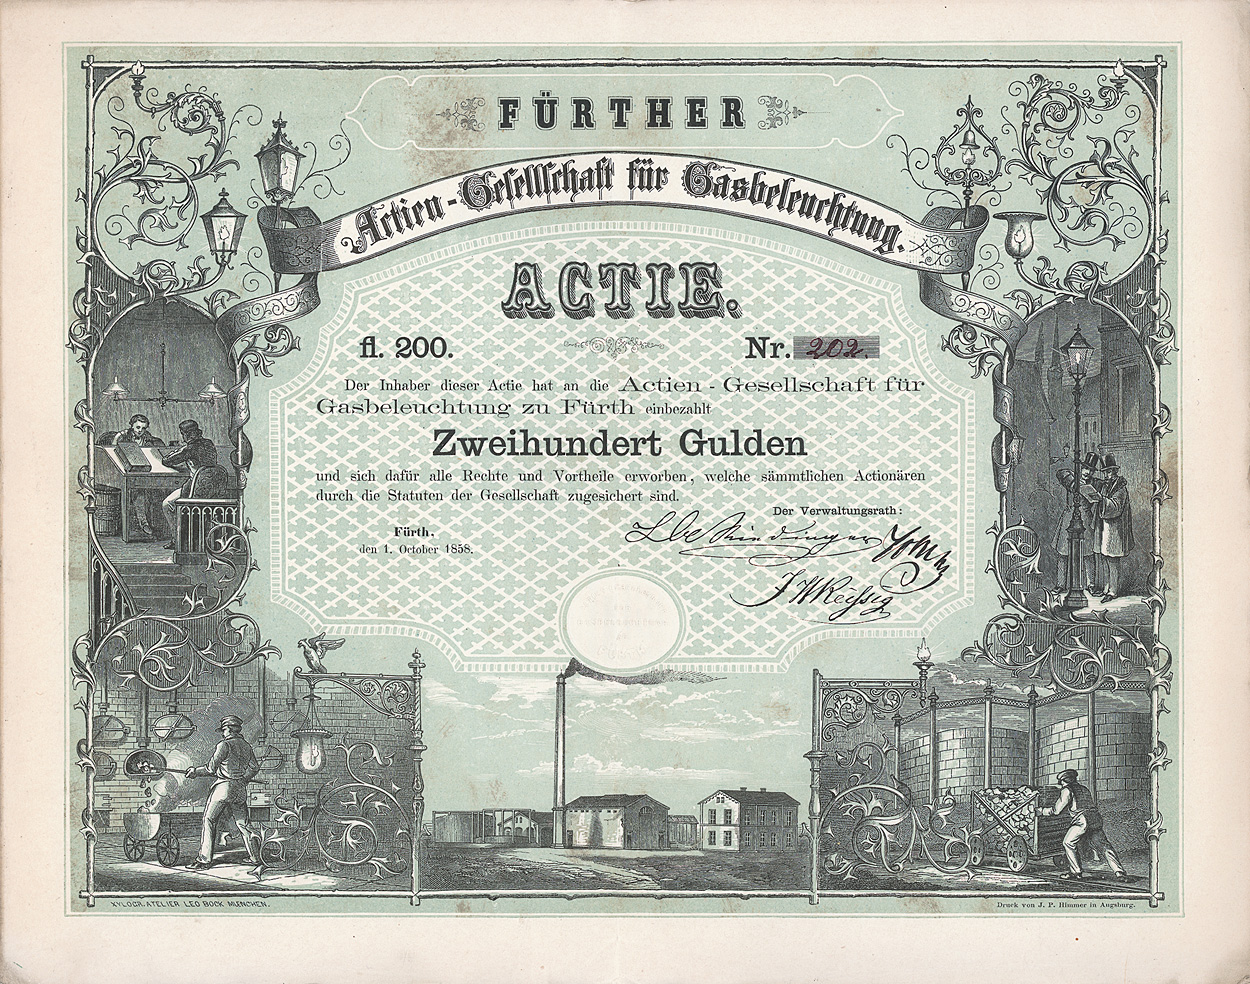 FÜRTHER
Actien-Gesellschaft für Gasbeleuchtung.
ACTIE.
fl. 200.
Nr. 202.
Der Inhaber dieser Actie hat an die Actien-Gesellschaft für
Gasbeleuchtung zu Fürth einbezahlt
Zweihundert Gulden
und sich dafür alle Rechte und Vortheile erworben, welche sämmtlichen Actionären
durch die Statuten der Gesellschaft zugesichert sind.
Der Verwaltungsrath:
Fürth,
den 1. October 1858.
XYLOGR. ATELIER LEO BOCK MUENCHEN.
Druck von J. P. Himmer in Augsburg.